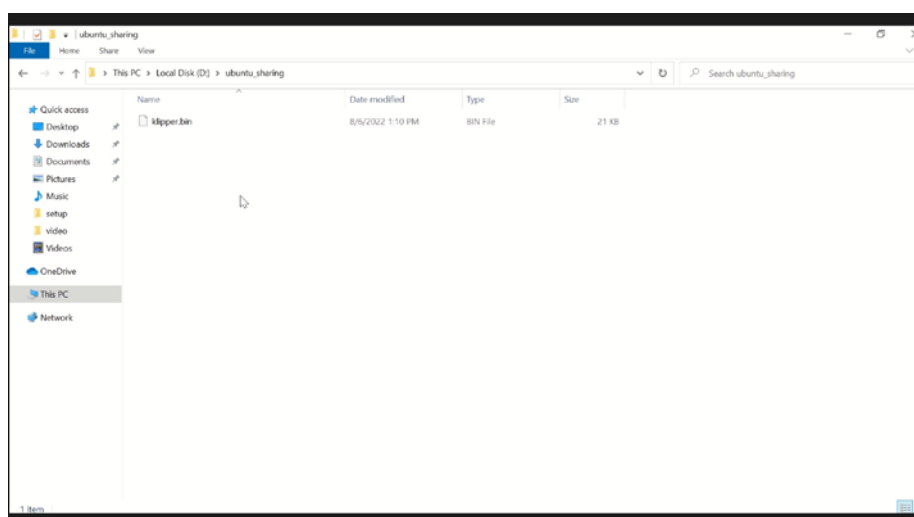 ubuntu_sharing
File Home Share View
This PC > Local Disk (D:) > ubuntu_sharing
Search ubuntu_sharing
Name Date modified Type Size
klipper.bin 8/6/2022 1:10 PM BIN File 21 KB
Quick access
Desktop
Downloads
Documents
Pictures
Music
setup
video
Videos
OneDrive
This PC
Network
1 item